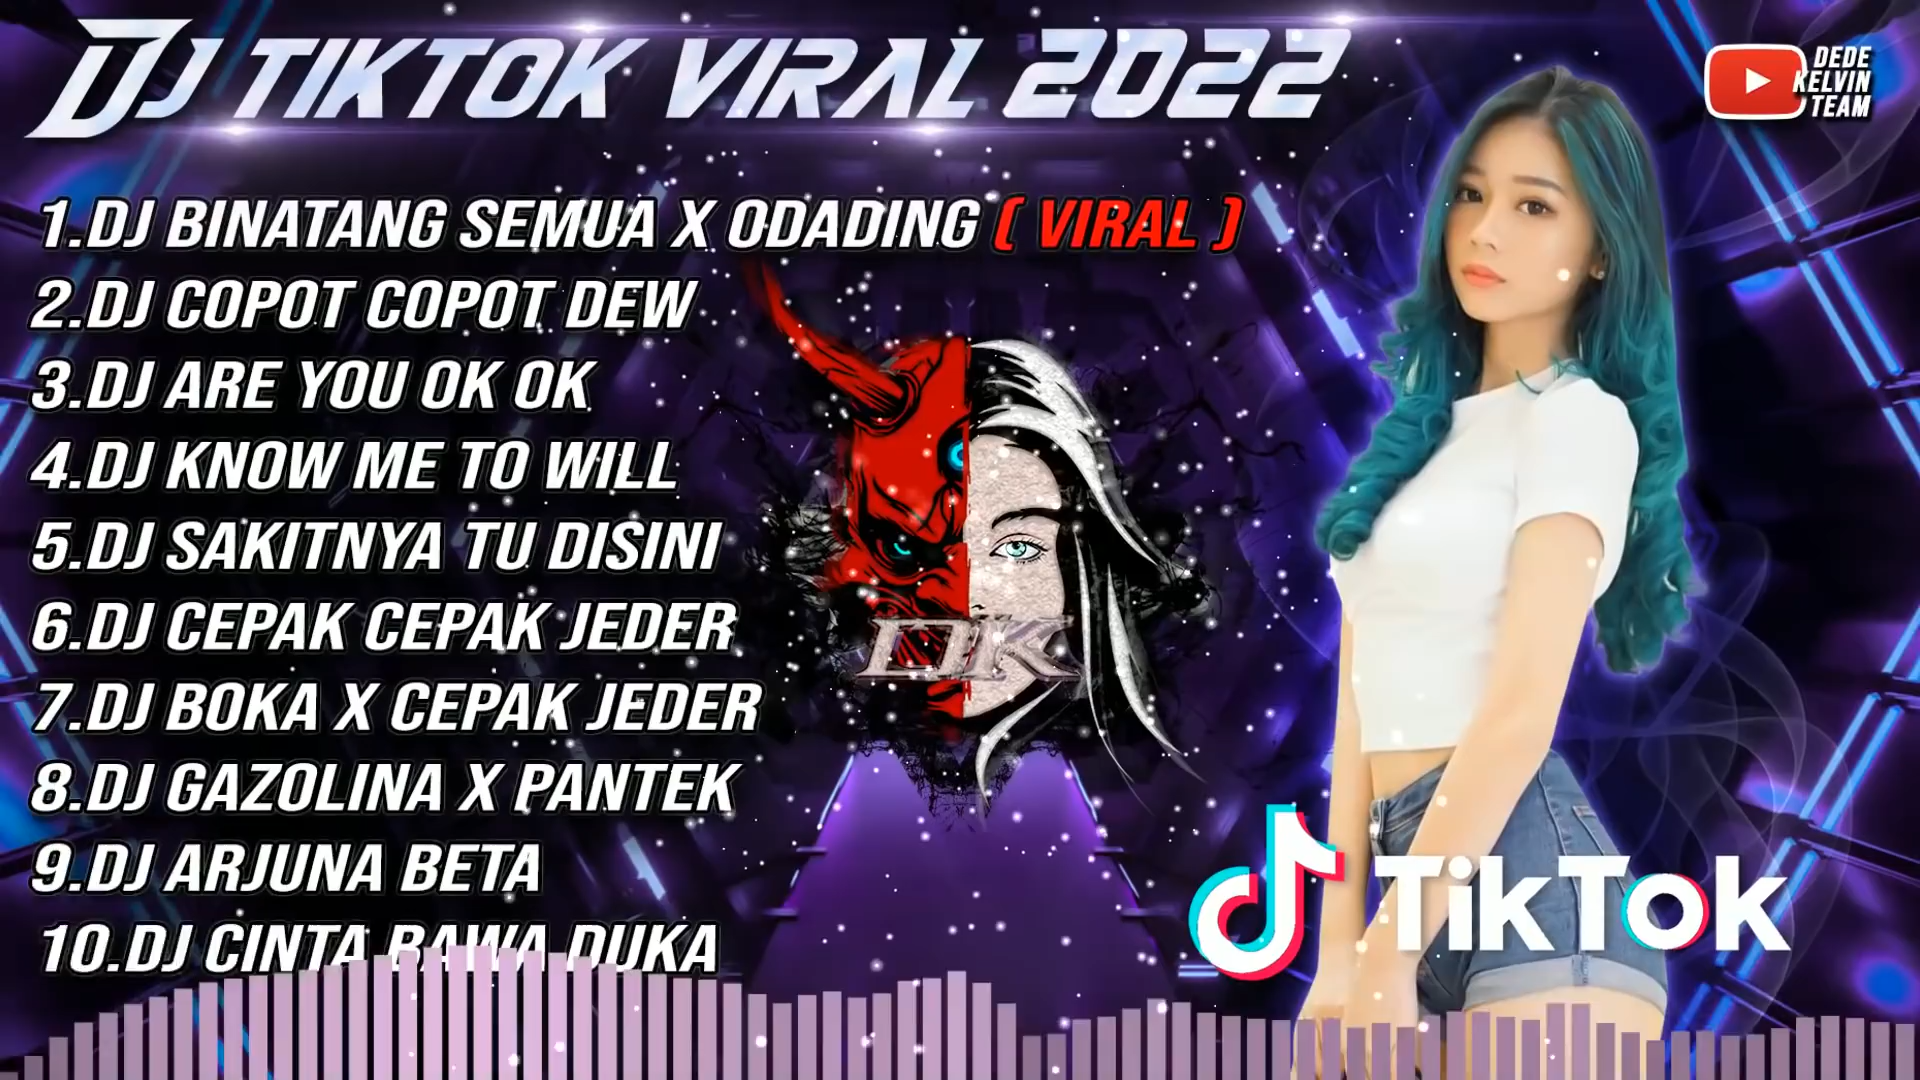 DJ TIKTOK VIRAL 2022
DEDE
KELVIN
TEAM
1.DJ BINATANG SEMUA X ODADING ( VIRAL )
2.DJ COPOT COPOT DEW
3.DJ ARE YOU OK OK
4.DJ KNOW ME TO WILL
5.DJ SAKITNYA TU DISINI
6.DJ CEPAK CEPAK JEDER
7.DJ BOKA X CEPAK JEDER
8.DJ GAZOLINA X PANTEK
9.DJ ARJUNA BETA
10.DJ CINTA BAWA DUKA
DK
TikTok